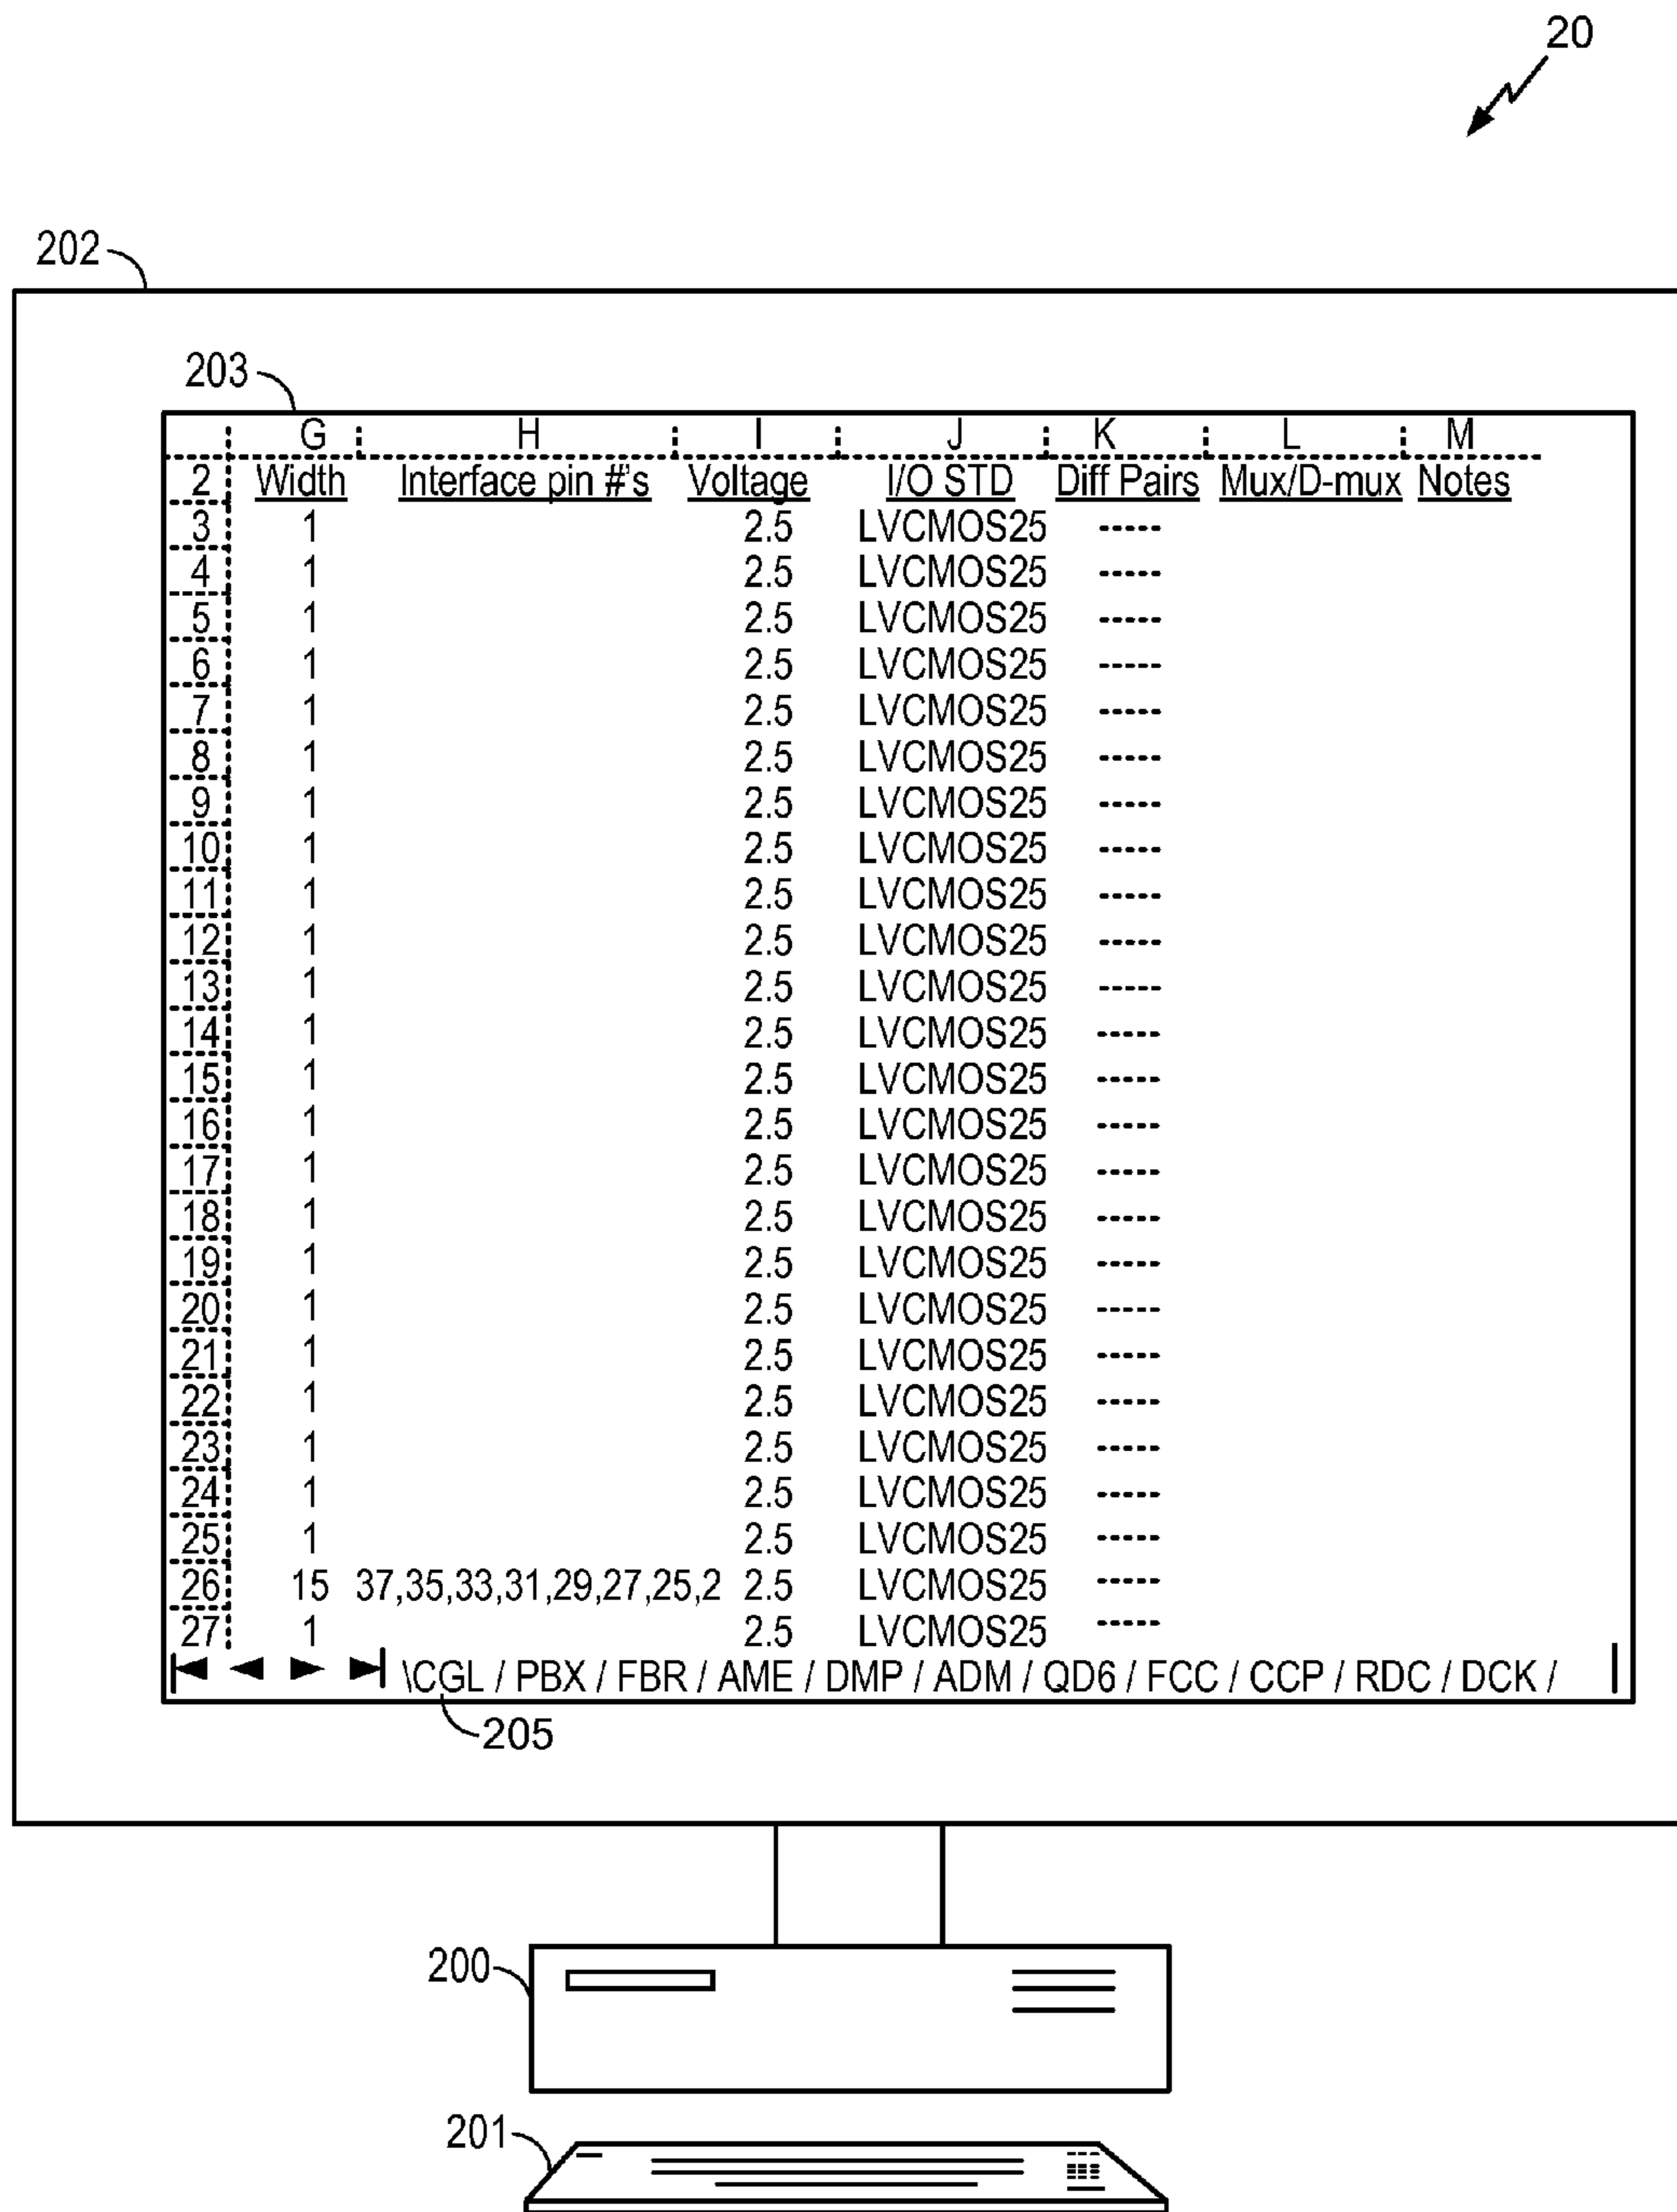 20
202
203
G H I J K L M
2 Width Interface pin #'s Voltage I/O STD Diff Pairs Mux/D-mux Notes
3 1 2.5 LVCMOS25 -----
4 1 2.5 LVCMOS25 -----
5 1 2.5 LVCMOS25 -----
6 1 2.5 LVCMOS25 -----
7 1 2.5 LVCMOS25 -----
8 1 2.5 LVCMOS25 -----
9 1 2.5 LVCMOS25 -----
10 1 2.5 LVCMOS25 -----
11 1 2.5 LVCMOS25 -----
12 1 2.5 LVCMOS25 -----
13 1 2.5 LVCMOS25 -----
14 1 2.5 LVCMOS25 -----
15 1 2.5 LVCMOS25 -----
16 1 2.5 LVCMOS25 -----
17 1 2.5 LVCMOS25 -----
18 1 2.5 LVCMOS25 -----
19 1 2.5 LVCMOS25 -----
20 1 2.5 LVCMOS25 -----
21 1 2.5 LVCMOS25 -----
22 1 2.5 LVCMOS25 -----
23 1 2.5 LVCMOS25 -----
24 1 2.5 LVCMOS25 -----
25 1 2.5 LVCMOS25 -----
26 15 37,35,33,31,29,27,25,2 2.5 LVCMOS25 -----
27 1 2.5 LVCMOS25 -----
\CGL / PBX / FBR / AME / DMP / ADM / QD6 / FCC / CCP / RDC / DCK /
205
200
201